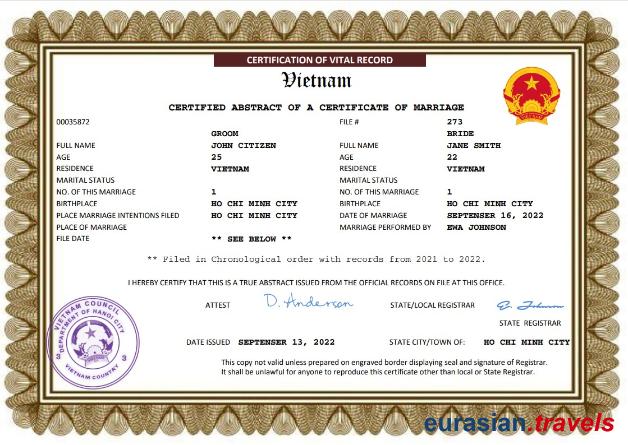 CERTIFICATION OF VITAL RECORD
Vietnam
CERTIFIED ABSTRACT OF A CERTIFICATE OF MARRIAGE
00035872 FILE # 273
GROOM BRIDE
FULL NAME JOHN CITIZEN FULL NAME JANE SMITH
AGE 25 AGE 22
RESIDENCE VIETNAM RESIDENCE VIETNAM
MARITAL STATUS MARITAL STATUS
NO. OF THIS MARRIAGE 1 NO. OF THIS MARRIAGE 1
BIRTHPLACE HO CHI MINH CITY BIRTHPLACE HO CHI MINH CITY
PLACE MARRIAGE INTENTIONS FILED HO CHI MINH CITY DATE OF MARRIAGE SEPTENSER 16, 2022
PLACE OF MARRIAGE MARRIAGE PERFORMED BY EWA JOHNSON
FILE DATE ** SEE BELOW **
** Filed in Chronological order with records from 2021 to 2022.
I HEREBY CERTIFY THAT THIS IS A TRUE ABSTRACT ISSUED FROM THE OFFICIAL RECORDS ON FILE AT THIS OFFICE.
ATTEST D. Anderson STATE/LOCAL REGISTRAR
STATE REGISTRAR
VIETNAM COUNCIL
DEPARTMENT OF HANOI CITY
3 3
VIETNAM COUNTRY
DATE ISSUED SEPTENSER 13, 2022 STATE CITY/TOWN OF: HO CHI MINH CITY
This copy not valid unless prepared on engraved border displaying seal and signature of Registrar.
It shall be unlawful for anyone to reproduce this certificate other than local or State Registrar.
eurasian.travels